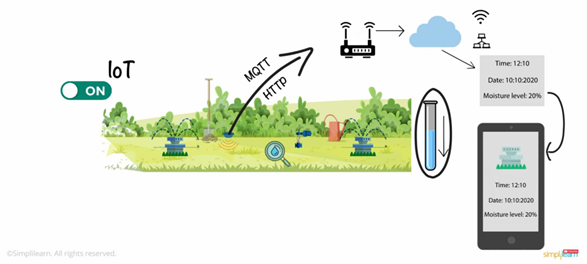 IoT
ON
MQTT
HTTP
Time: 12:10
Date: 10:10:2020
Moisture level: 20%
Time: 12:10
Date: 10:10:2020
Moisture level: 20%
©Simplilearn. All rights reserved.
simplilearn